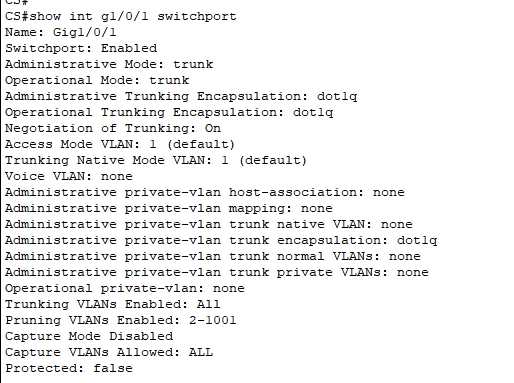 CS#
CS#show int g1/0/1 switchport
Name: Gig1/0/1
Switchport: Enabled
Administrative Mode: trunk
Operational Mode: trunk
Administrative Trunking Encapsulation: dot1q
Operational Trunking Encapsulation: dot1q
Negotiation of Trunking: On
Access Mode VLAN: 1 (default)
Trunking Native Mode VLAN: 1 (default)
Voice VLAN: none
Administrative private-vlan host-association: none
Administrative private-vlan mapping: none
Administrative private-vlan trunk native VLAN: none
Administrative private-vlan trunk encapsulation: dot1q
Administrative private-vlan trunk normal VLANs: none
Administrative private-vlan trunk private VLANs: none
Operational private-vlan: none
Trunking VLANs Enabled: All
Pruning VLANs Enabled: 2-1001
Capture Mode Disabled
Capture VLANs Allowed: ALL
Protected: false